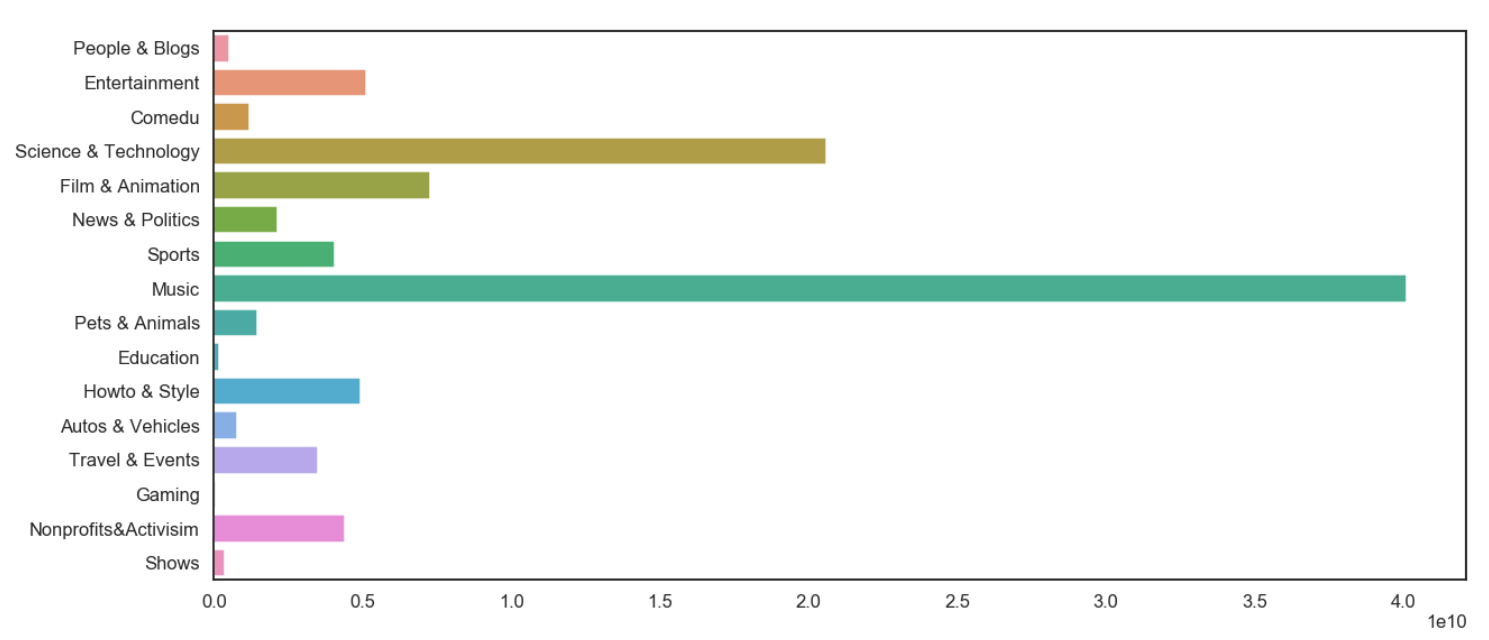 People & Blogs
Entertainment
Comedu
Science & Technology
Film & Animation
News & Politics
Sports
Music
Pets & Animals
Education
Howto & Style
Autos & Vehicles
Travel & Events
Gaming
Nonprofits&Activisim
Shows
0.0 0.5 1.0 1.5 2.0 2.5 3.0 3.5 4.0
1e10